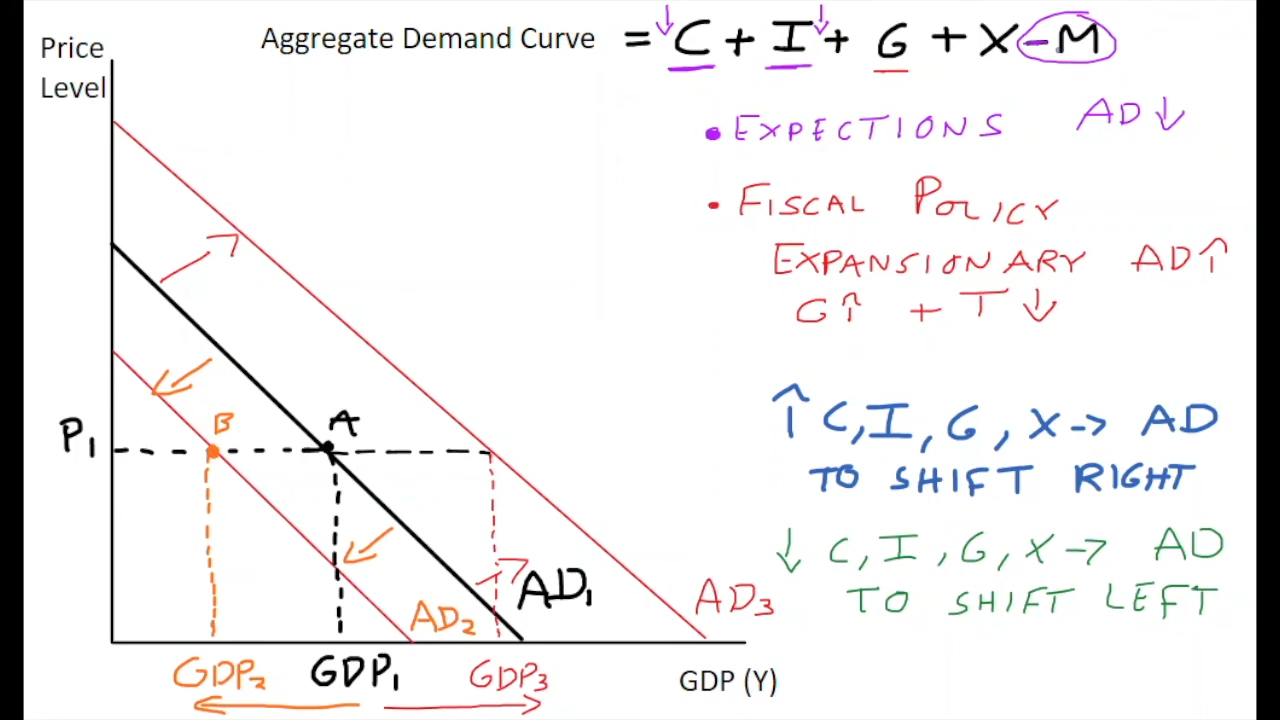 Price
Level
Aggregate Demand Curve = ↓C + I↓ + G + X - M
• EXPECTIONS AD↓
• FISCAL POLICY
EXPANSIONARY AD↑
G↑ + T↓
↑ C, I, G, X → AD
TO SHIFT RIGHT
↓ C, I, G, X → AD
TO SHIFT LEFT
B
A
P1
AD1
AD2
AD3
GDP2
GDP1
GDP3
GDP (Y)